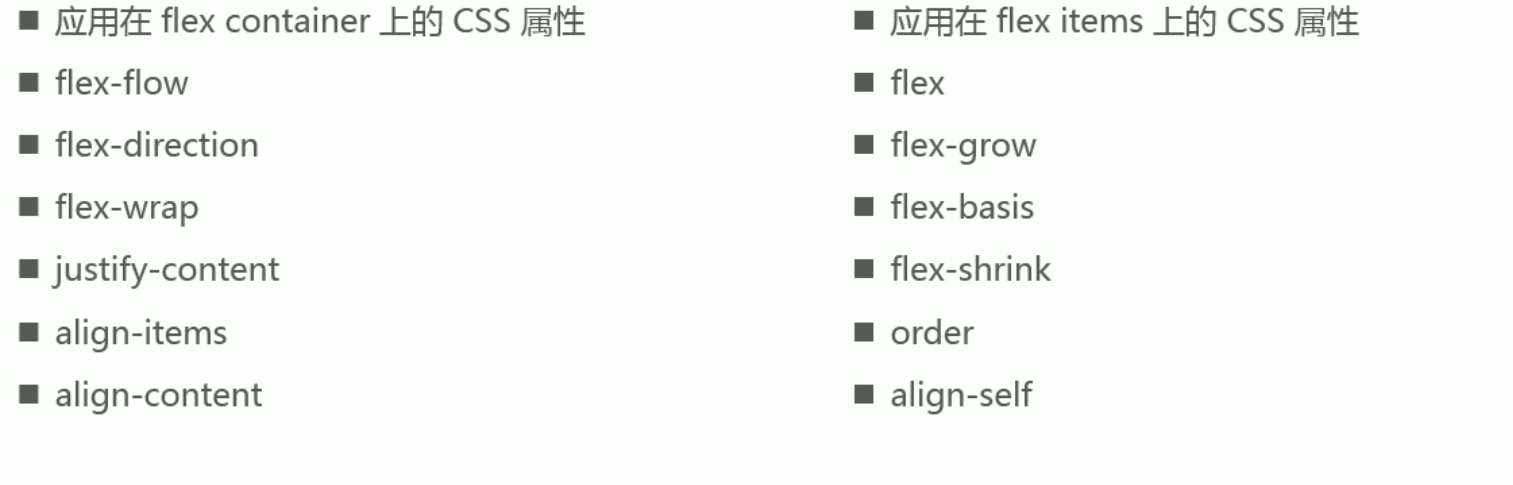 ■ 应用在 flex container 上的 CSS 属性
■ flex-flow
■ flex-direction
■ flex-wrap
■ justify-content
■ align-items
■ align-content
■ 应用在 flex items 上的 CSS 属性
■ flex
■ flex-grow
■ flex-basis
■ flex-shrink
■ order
■ align-self